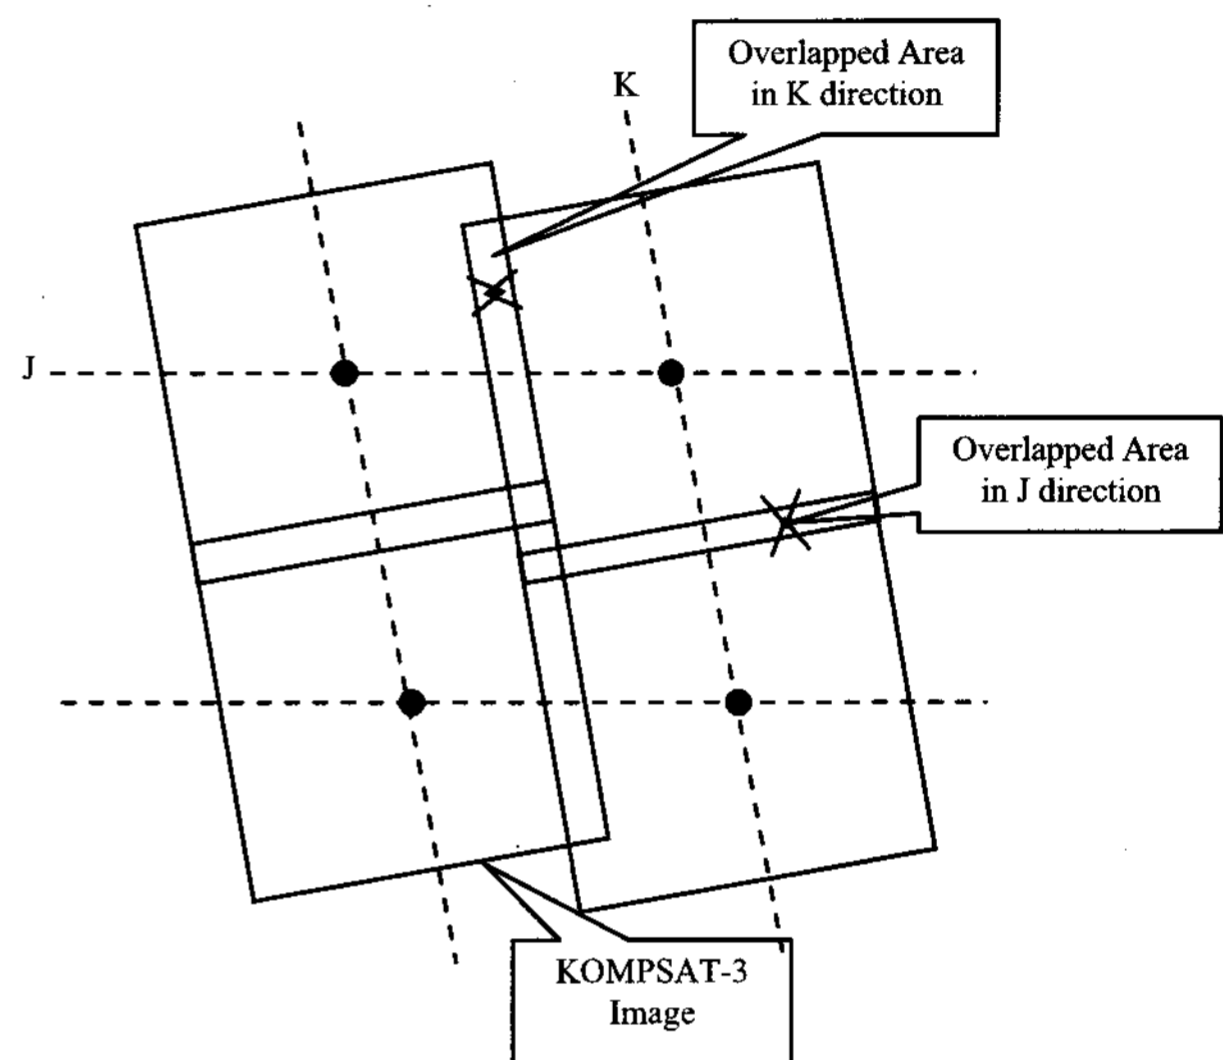 Overlapped Area
in K direction
K
J
Overlapped Area
in J direction
KOMPSAT-3
Image